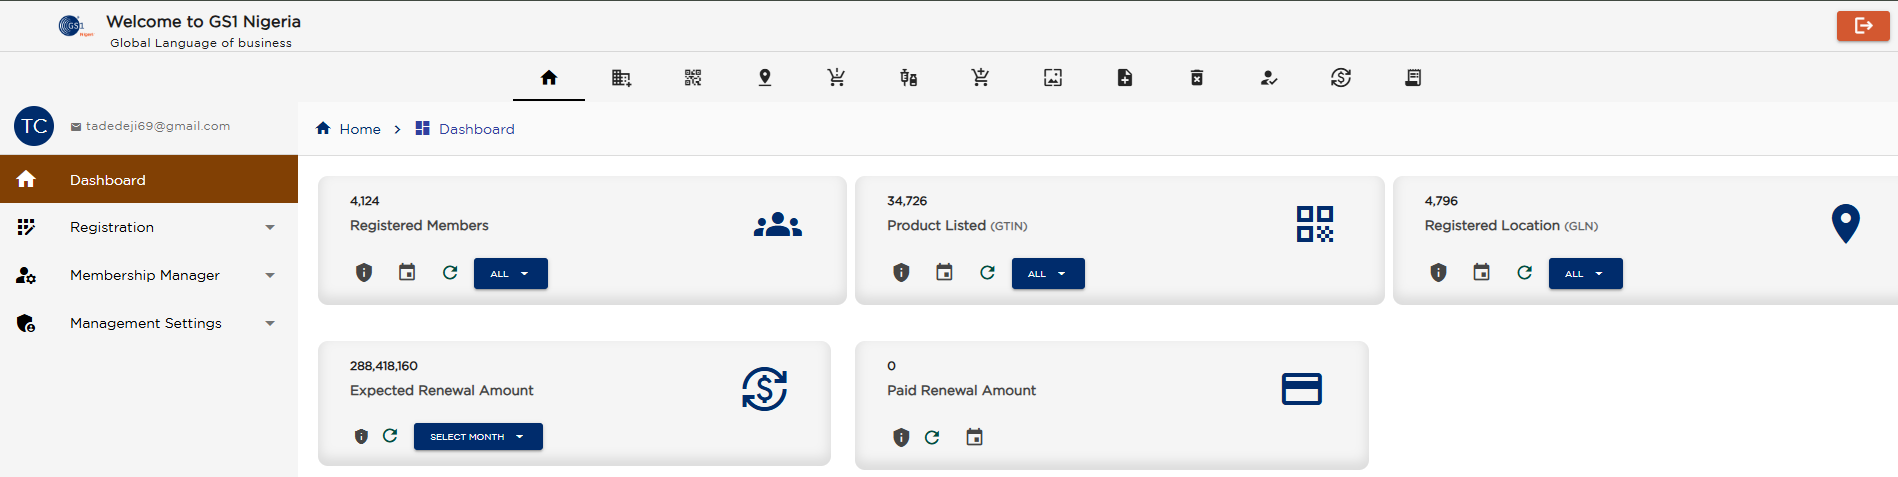 GS1
Nigeria
Welcome to GS1 Nigeria
Global Language of business
TC
tadedeji69@gmail.com
Home
Dashboard
Dashboard
Registration
Membership Manager
Management Settings
4,124
Registered Members
ALL
34,726
Product Listed (GTIN)
ALL
4,796
Registered Location (GLN)
ALL
288,418,160
Expected Renewal Amount
SELECT MONTH
0
Paid Renewal Amount